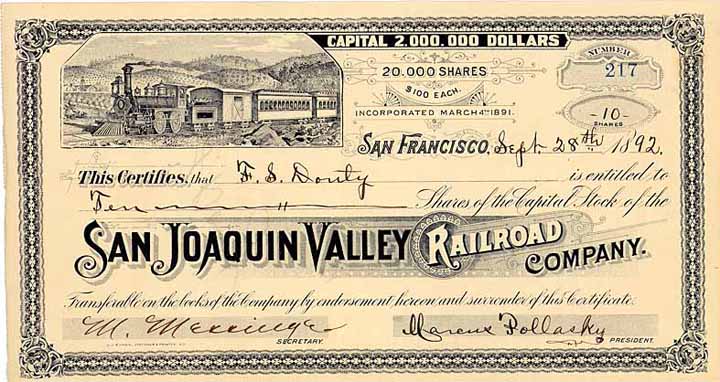 CAPITAL 2.000.000 DOLLARS
NUMBER
217
20.000 SHARES
$100 EACH.
INCORPORATED MARCH 4TH 1891.
-10-
SHARES
SAN FRANCISCO, Sept. 28th 1892
This Certifies, that F. S. Douty is entitled to
Ten " Shares of the Capital Stock of the
SAN JOAQUIN VALLEY RAILROAD COMPANY.
Transferable on the books of the Company by endorsement hereon and surrender of this Certificate.
M. Messinger Marcus Pollasky
SECRETARY. PRESIDENT.